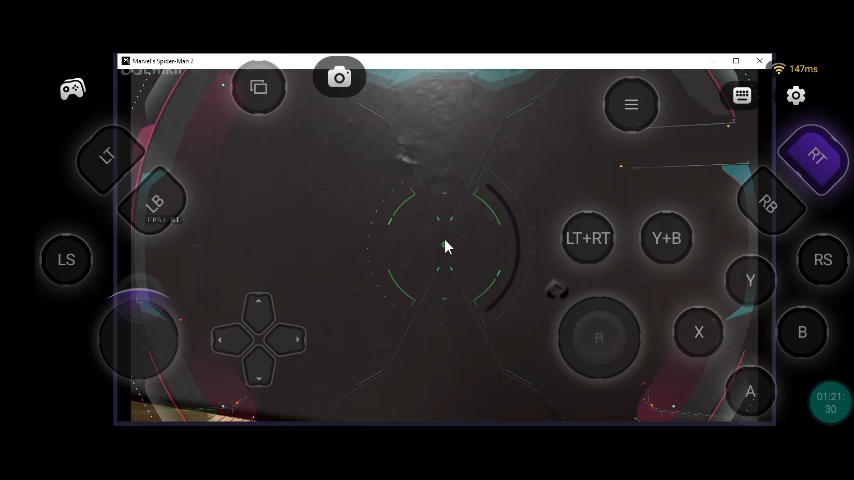 Marvel's Spider-Man 2
147ms
LT
RT
LB
FPS: 61
RB
LS
LT+RT
Y+B
RS
Y
X
B
R
A
01:21:
30